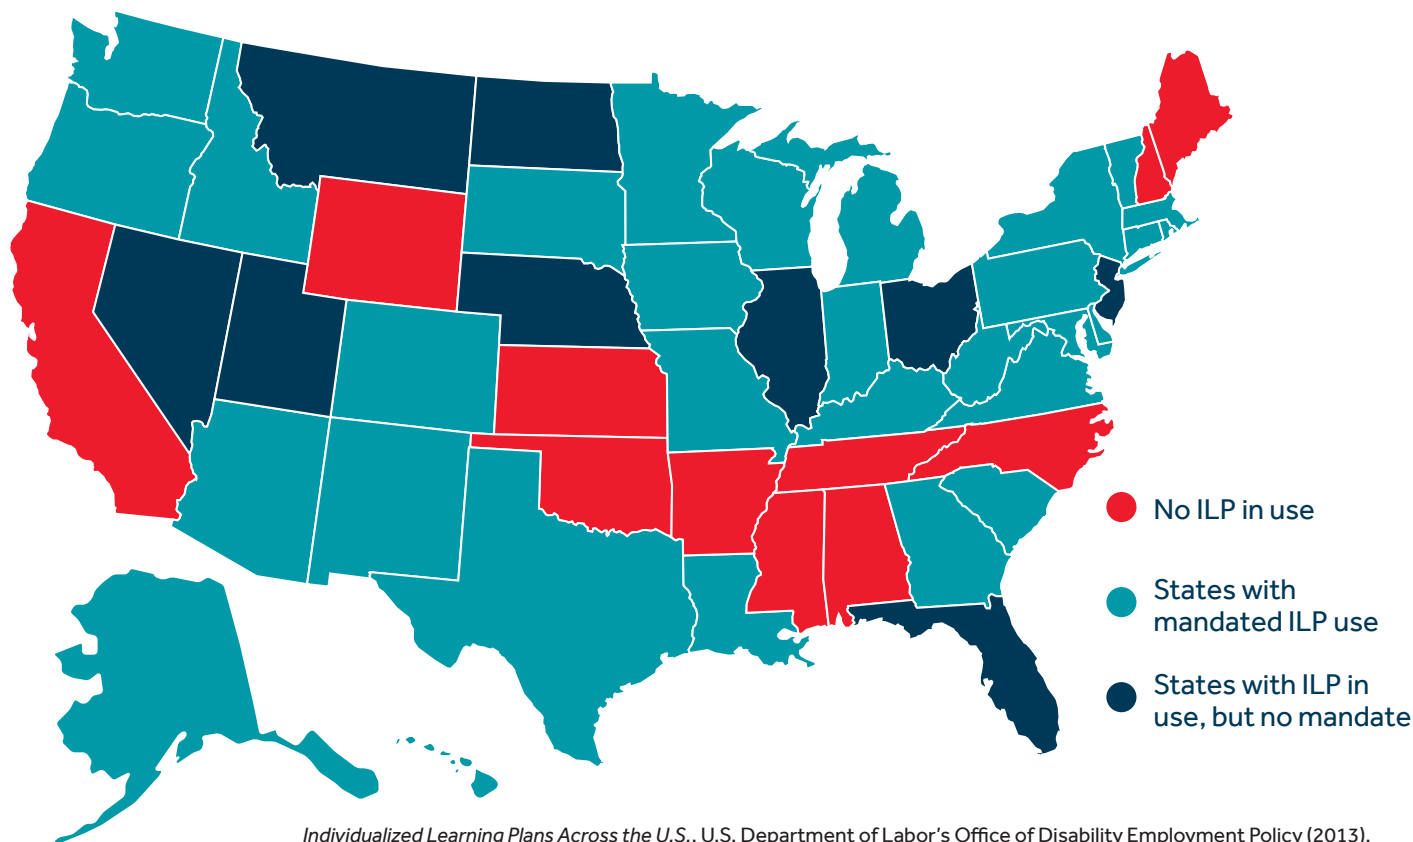 No ILP in use
States with
mandated ILP use
States with ILP in
use, but no mandate
Individualized Learning Plans Across the U.S., U.S. Department of Labor’s Office of Disability Employment Policy (2013).